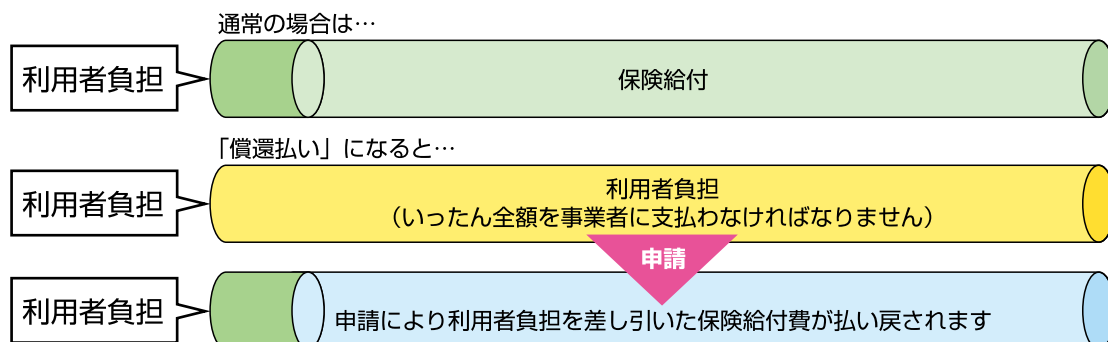 通常の場合は…
利用者負担
保険給付
「償還払い」になると…
利用者負担
利用者負担
（いったん全額を事業者に支払わなければなりません）
申請
利用者負担
申請により利用者負担を差し引いた保険給付費が払い戻されます